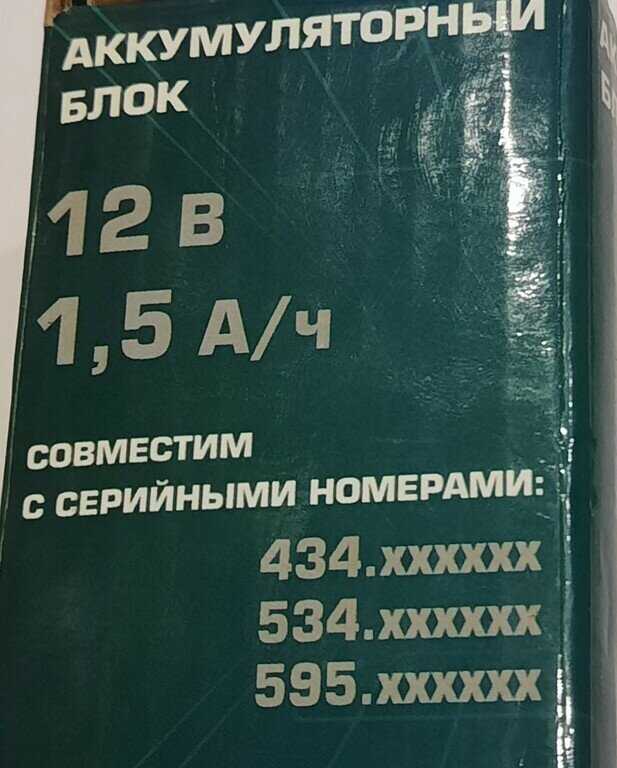 АККУМУЛЯТОРНЫЙ
БЛОК
12 В
1,5 А/ч
СОВМЕСТИМ
С СЕРИЙНЫМИ НОМЕРАМИ:
434.xxxxxx
534.xxxxxx
595.xxxxxx